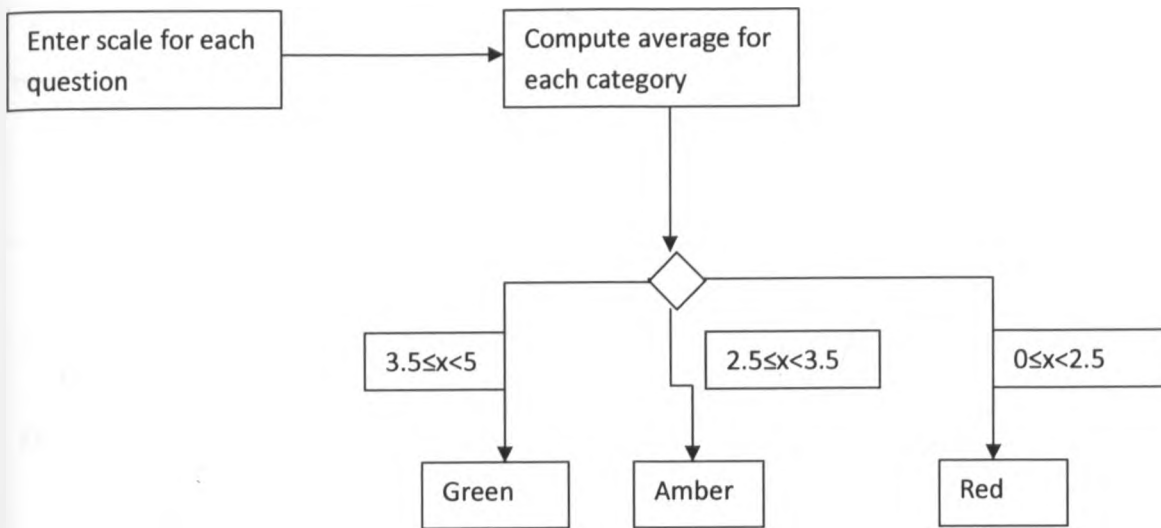 Enter scale for each
question
Compute average for
each category
3.5≤x<5
2.5≤x<3.5
0≤x<2.5
Green
Amber
Red